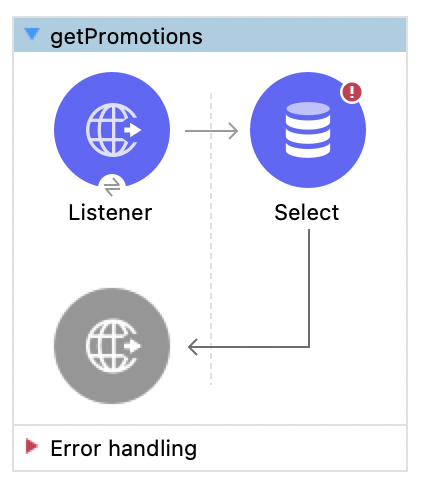 getPromotions
Listener
Select
Error handling